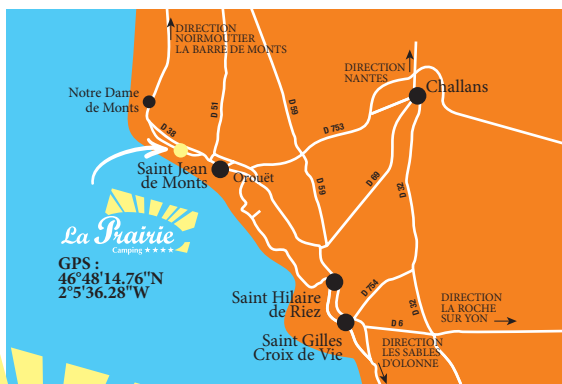 DIRECTION
NOIRMOUTIER
LA BARRE DE MONTS
DIRECTION
NANTES
Challans
Notre Dame
de Monts
D 51
D 59
D 38
D 753
Saint Jean
de Monts
Orouët
D 59
D 69
D 32
La Prairie
Camping ★★★★
GPS :
46°48'14.76"N
2°5'36.28"W
Saint Hilaire
de Riez
D 754
D 32
DIRECTION
LA ROCHE
SUR YON
D 6
Saint Gilles
Croix de Vie
DIRECTION
LES SABLES
D'OLONNE